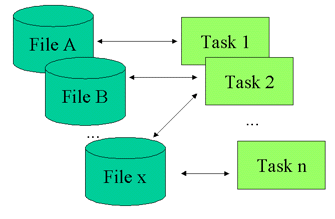 File A
Task 1
File B
Task 2
...
...
File x
Task n